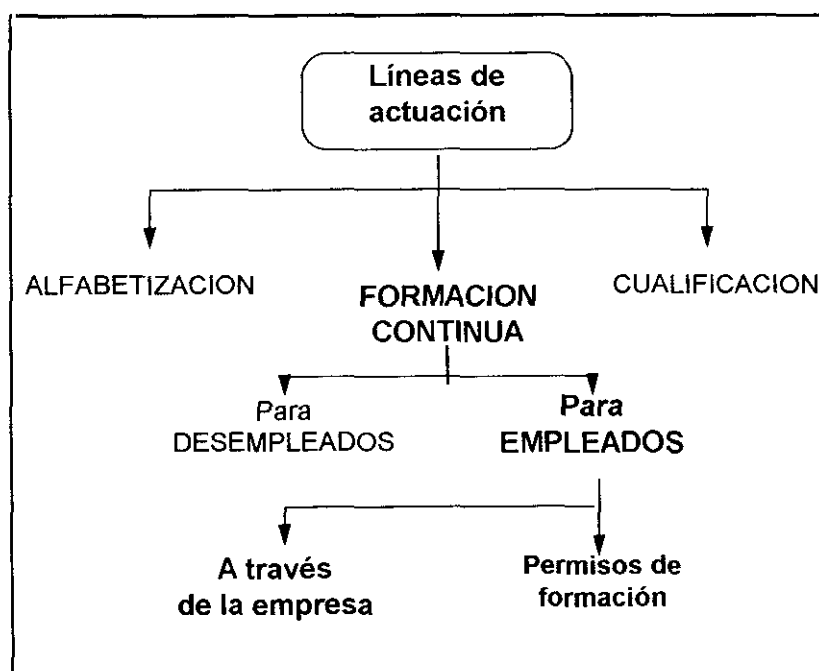 Líneas de
actuación
ALFABETIZACION
FORMACION
CONTINUA
CUALIFICACION
Para
DESEMPLEADOS
Para
EMPLEADOS
A través
de la empresa
Permisos de
formación